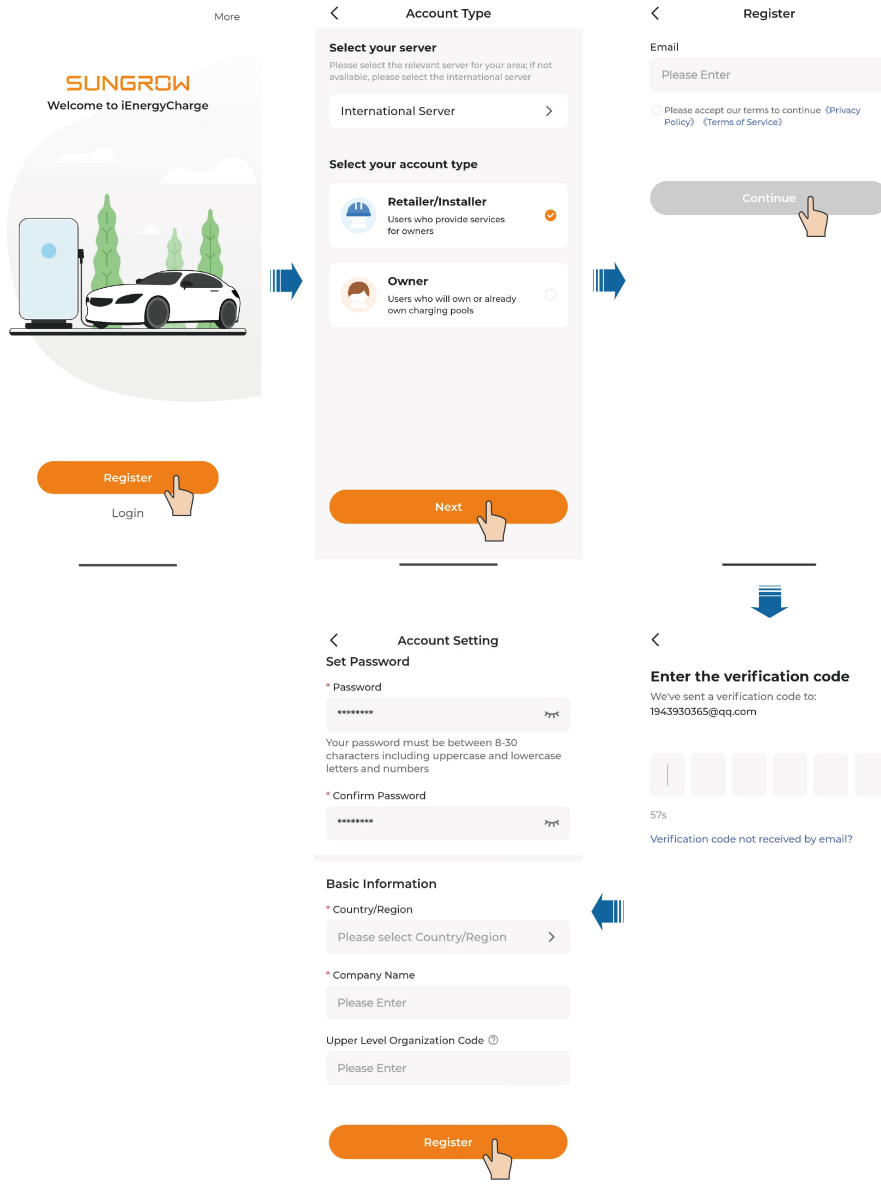 More
SUNGROW
Welcome to iEnergyCharge
Register
Login
Account Type
Select your server
Please select the relevant server for your area; if not
available, please select the international server
International Server
Select your account type
Retailer/Installer
Users who provide services
for owners
Owner
Users who will own or already
own charging pools
Next
Register
Email
Please Enter
Please accept our terms to continue 《Privacy
Policy》 《Terms of Service》
Continue
Enter the verification code
We've sent a verification code to:
1943930365@qq.com
57s
Verification code not received by email?
Account Setting
Set Password
* Password
********
Your password must be between 8-30
characters including uppercase and lowercase
letters and numbers
* Confirm Password
********
Basic Information
* Country/Region
Please select Country/Region
* Company Name
Please Enter
Upper Level Organization Code
Please Enter
Register